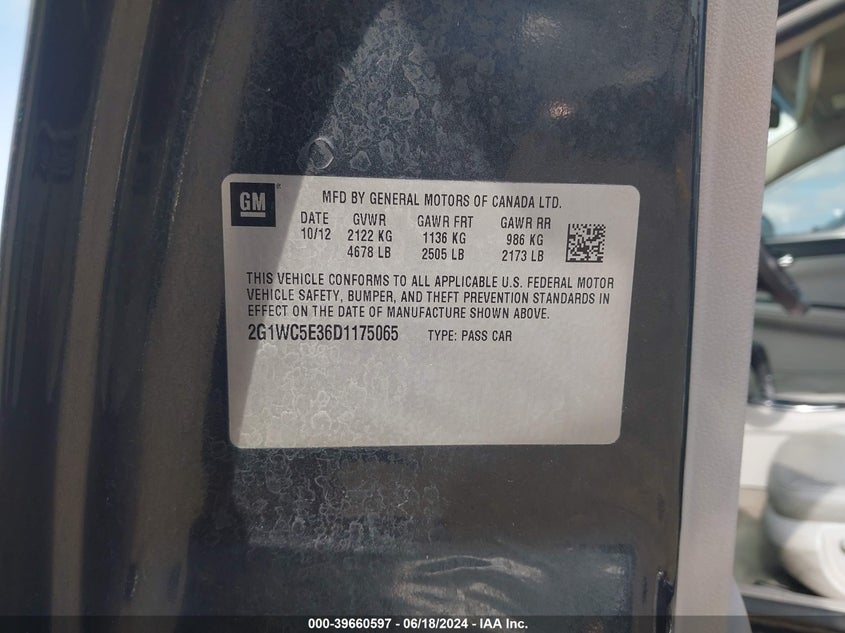 GM
MFD BY GENERAL MOTORS OF CANADA LTD.
DATE GVWR GAWR FRT GAWR RR
10/12 2122 KG 1136 KG 986 KG
4678 LB 2505 LB 2173 LB
THIS VEHICLE CONFORMS TO ALL APPLICABLE U.S. FEDERAL MOTOR
VEHICLE SAFETY, BUMPER, AND THEFT PREVENTION STANDARDS IN
EFFECT ON THE DATE OF MANUFACTURE SHOWN ABOVE.
2G1WC5E36D1175065 TYPE: PASS CAR
000-39660597 - 06/18/2024 - IAA Inc.